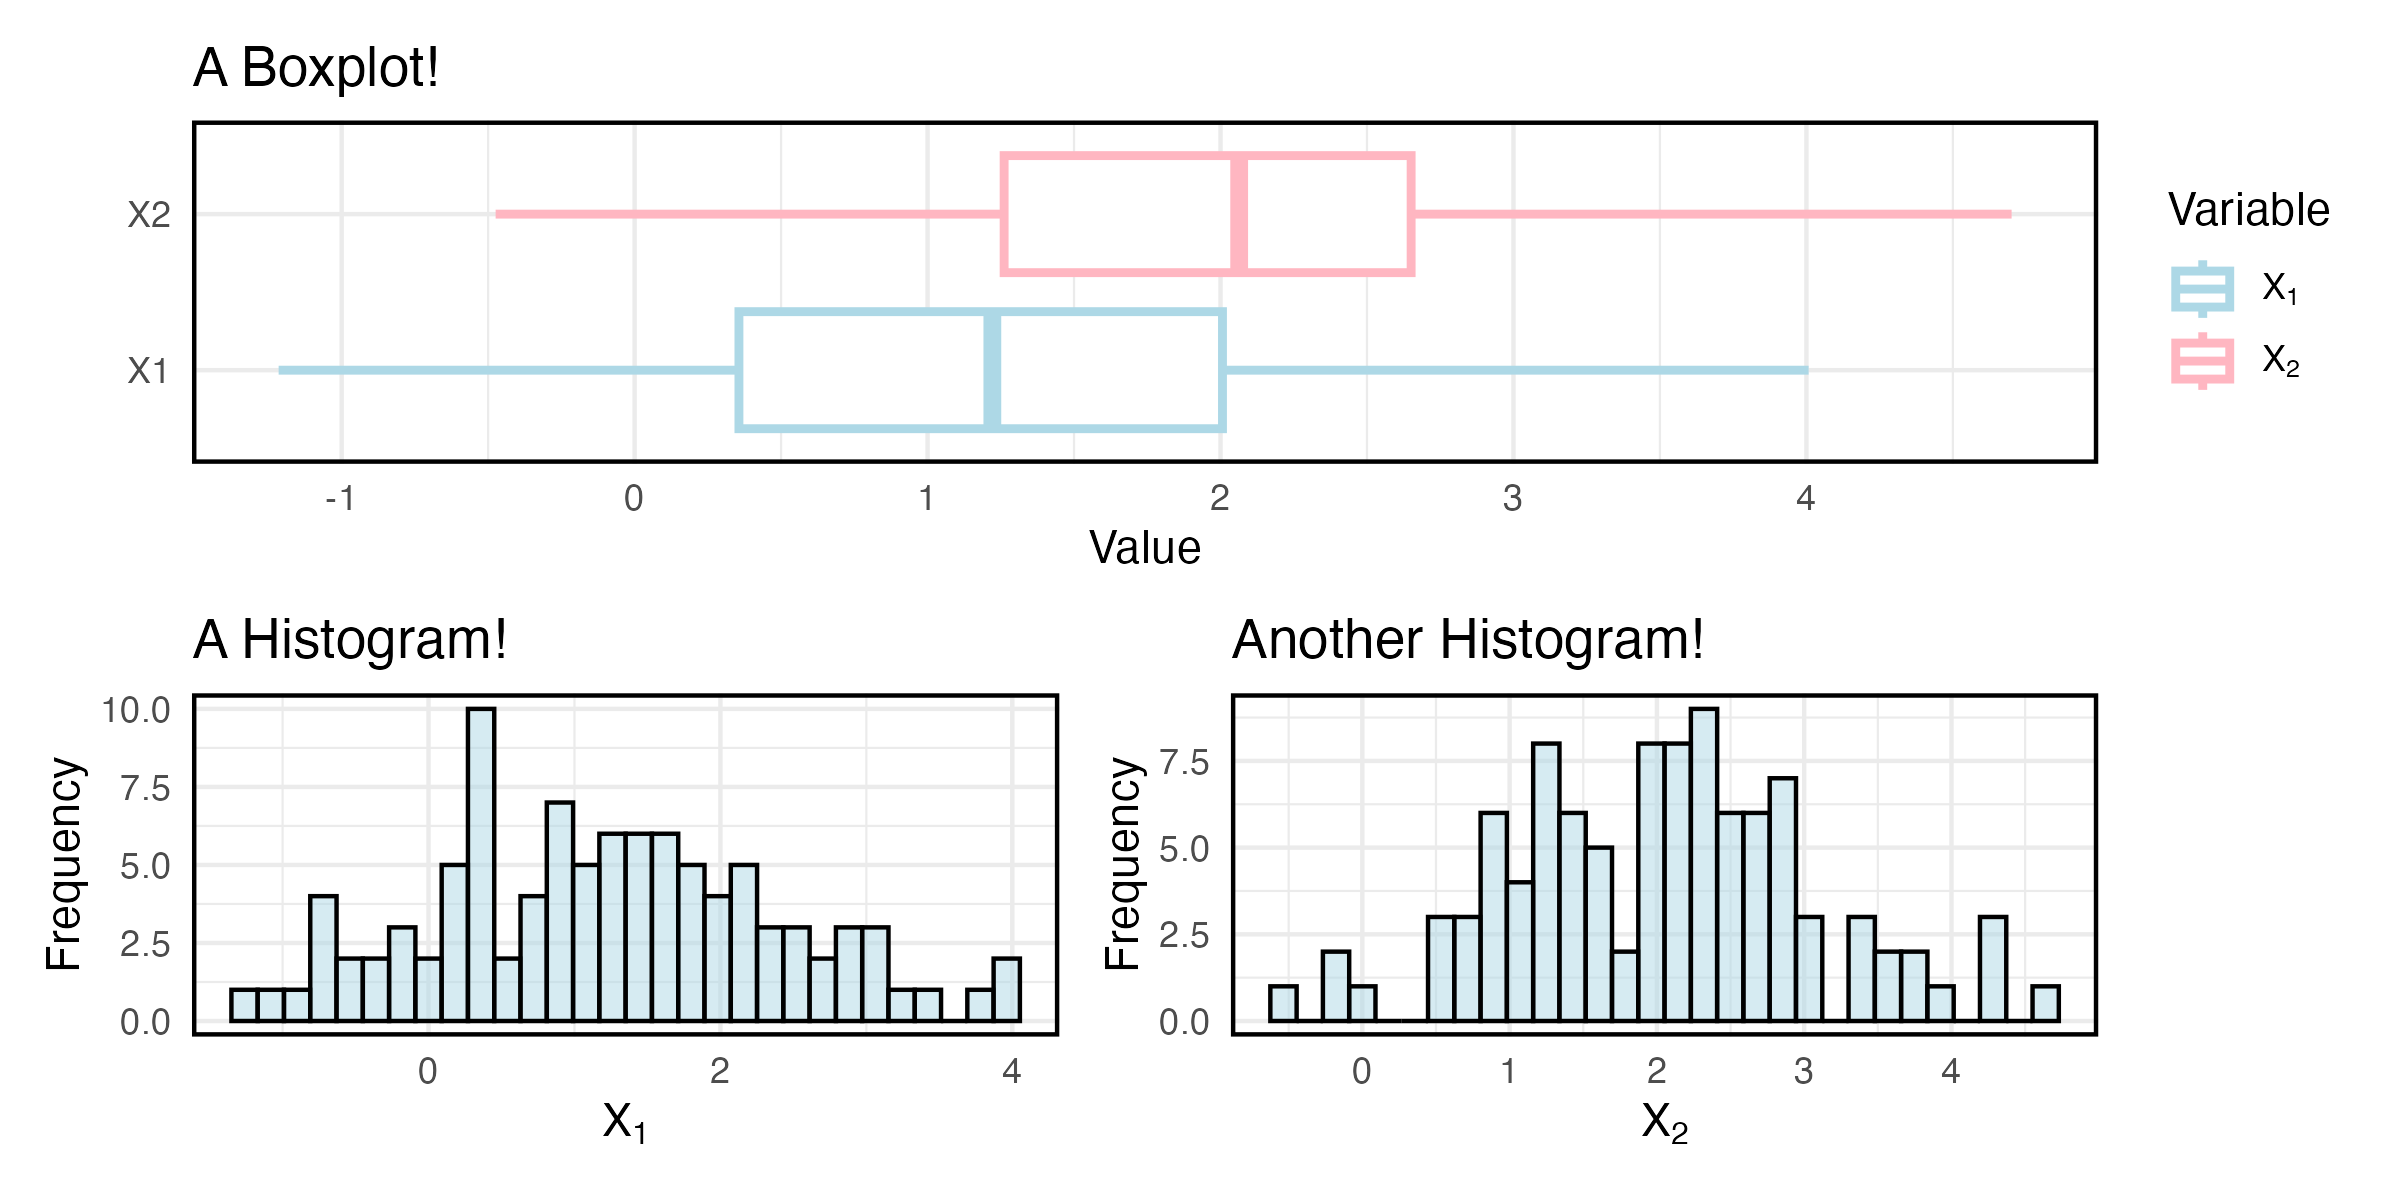 A Boxplot!
X2
X1
-1 0 1 2 3 4
Value
Variable
X₁
X₂
A Histogram!
Frequency
10.0
7.5
5.0
2.5
0.0
0 2 4
X₁
Another Histogram!
Frequency
7.5
5.0
2.5
0.0
0 1 2 3 4
X₂